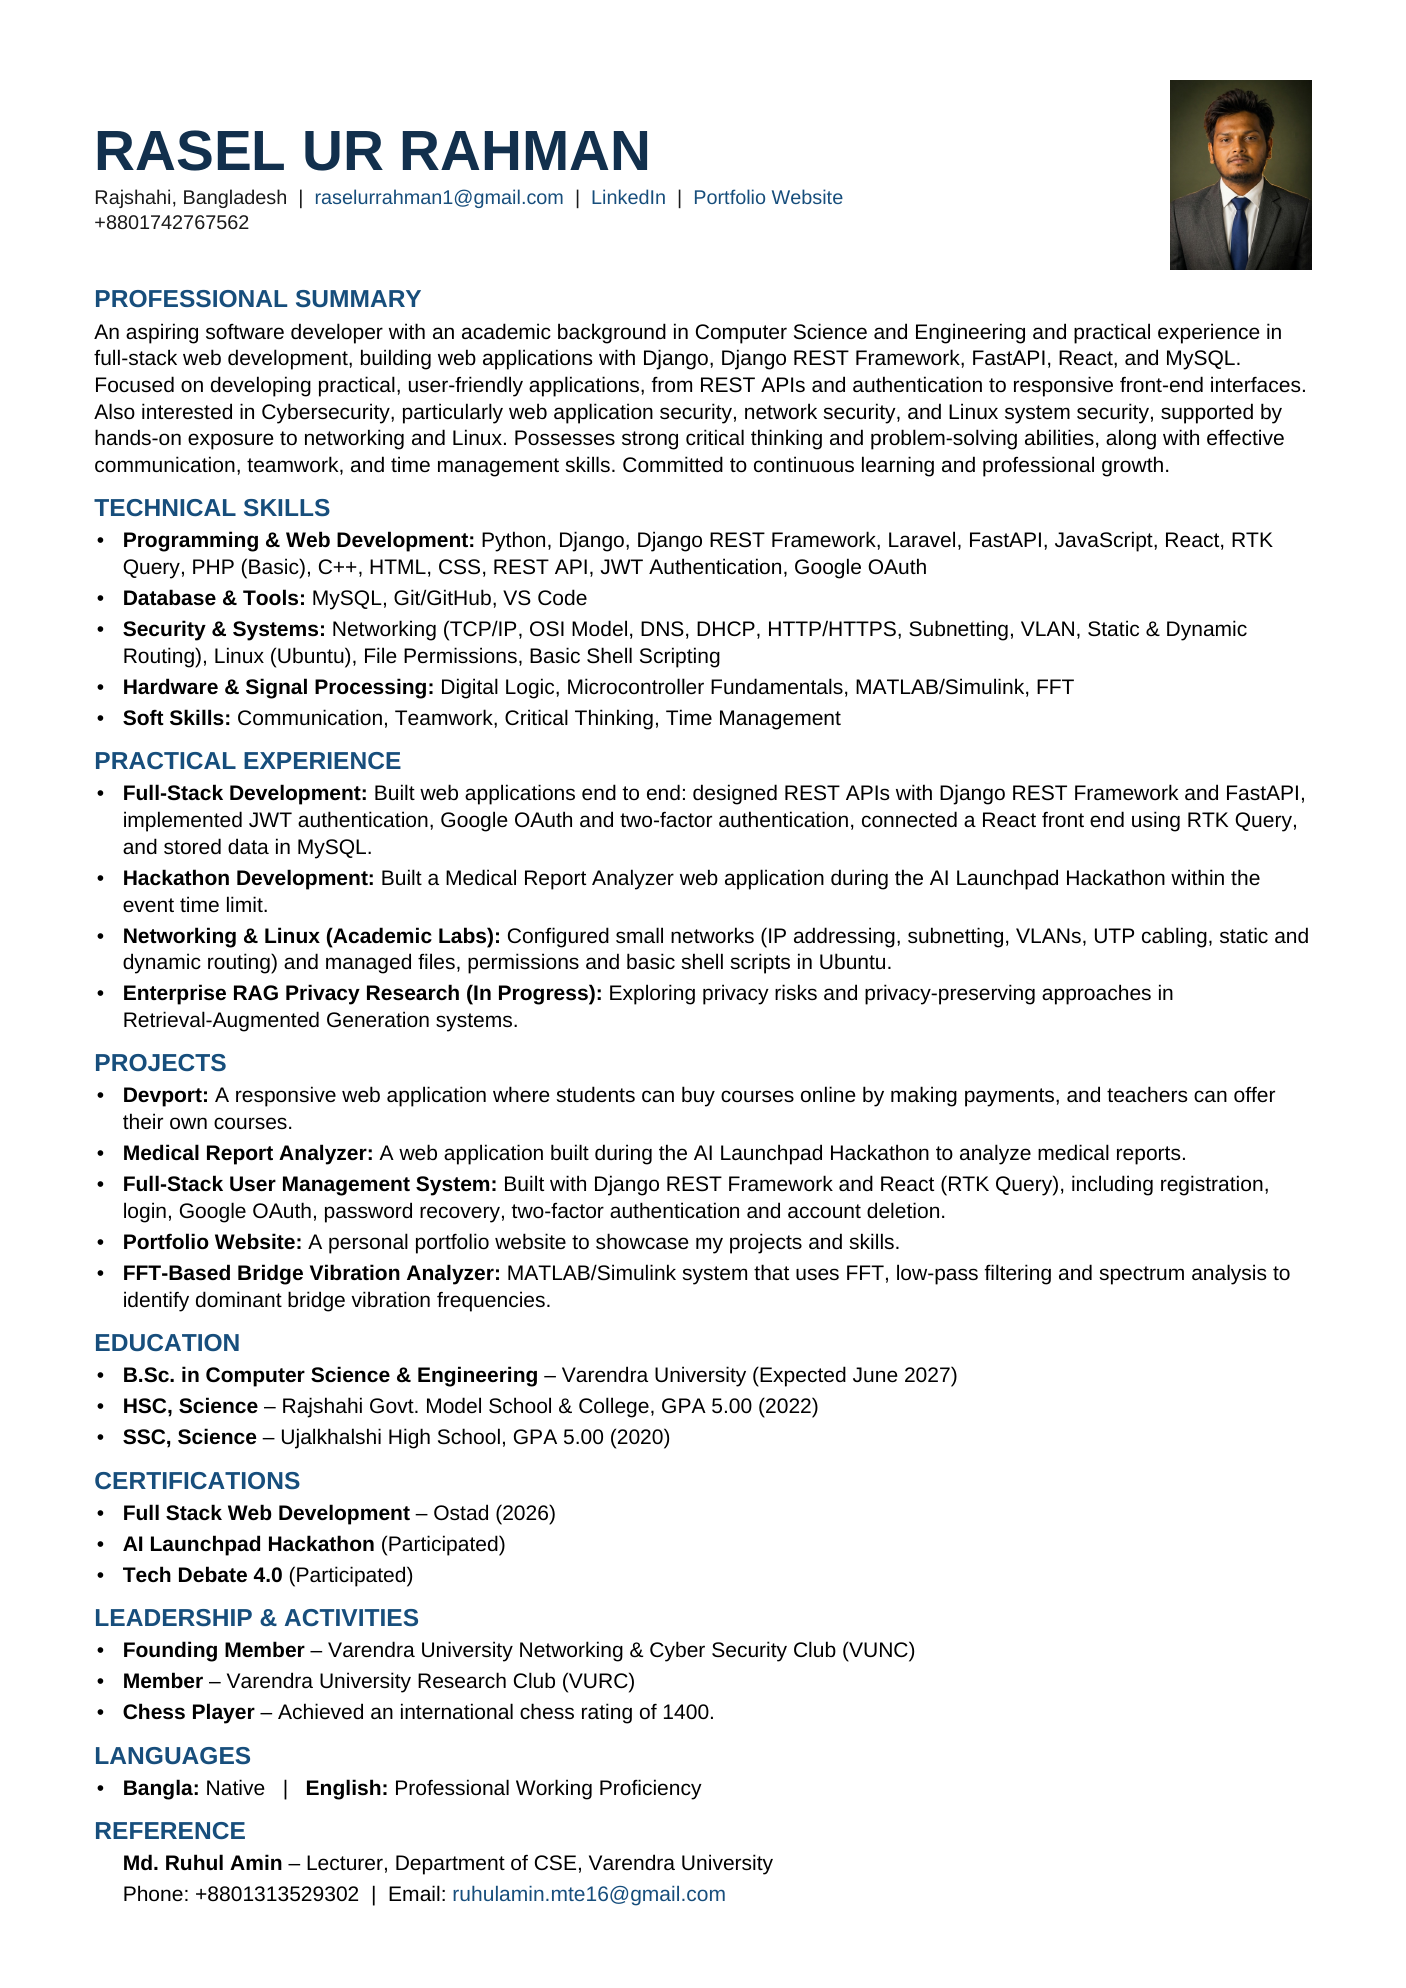 RASEL UR RAHMAN
Rajshahi, Bangladesh | raselurrahman1@gmail.com | LinkedIn | Portfolio Website
+8801742767562
PROFESSIONAL SUMMARY
An aspiring software developer with an academic background in Computer Science and Engineering and practical experience in
full-stack web development, building web applications with Django, Django REST Framework, FastAPI, React, and MySQL.
Focused on developing practical, user-friendly applications, from REST APIs and authentication to responsive front-end interfaces.
Also interested in Cybersecurity, particularly web application security, network security, and Linux system security, supported by
hands-on exposure to networking and Linux. Possesses strong critical thinking and problem-solving abilities, along with effective
communication, teamwork, and time management skills. Committed to continuous learning and professional growth.
TECHNICAL SKILLS
• Programming & Web Development: Python, Django, Django REST Framework, Laravel, FastAPI, JavaScript, React, RTK
Query, PHP (Basic), C++, HTML, CSS, REST API, JWT Authentication, Google OAuth
• Database & Tools: MySQL, Git/GitHub, VS Code
• Security & Systems: Networking (TCP/IP, OSI Model, DNS, DHCP, HTTP/HTTPS, Subnetting, VLAN, Static & Dynamic
Routing), Linux (Ubuntu), File Permissions, Basic Shell Scripting
• Hardware & Signal Processing: Digital Logic, Microcontroller Fundamentals, MATLAB/Simulink, FFT
• Soft Skills: Communication, Teamwork, Critical Thinking, Time Management
PRACTICAL EXPERIENCE
• Full-Stack Development: Built web applications end to end: designed REST APIs with Django REST Framework and FastAPI,
implemented JWT authentication, Google OAuth and two-factor authentication, connected a React front end using RTK Query,
and stored data in MySQL.
• Hackathon Development: Built a Medical Report Analyzer web application during the AI Launchpad Hackathon within the
event time limit.
• Networking & Linux (Academic Labs): Configured small networks (IP addressing, subnetting, VLANs, UTP cabling, static and
dynamic routing) and managed files, permissions and basic shell scripts in Ubuntu.
• Enterprise RAG Privacy Research (In Progress): Exploring privacy risks and privacy-preserving approaches in
Retrieval-Augmented Generation systems.
PROJECTS
• Devport: A responsive web application where students can buy courses online by making payments, and teachers can offer
their own courses.
• Medical Report Analyzer: A web application built during the AI Launchpad Hackathon to analyze medical reports.
• Full-Stack User Management System: Built with Django REST Framework and React (RTK Query), including registration,
login, Google OAuth, password recovery, two-factor authentication and account deletion.
• Portfolio Website: A personal portfolio website to showcase my projects and skills.
• FFT-Based Bridge Vibration Analyzer: MATLAB/Simulink system that uses FFT, low-pass filtering and spectrum analysis to
identify dominant bridge vibration frequencies.
EDUCATION
• B.Sc. in Computer Science & Engineering – Varendra University (Expected June 2027)
• HSC, Science – Rajshahi Govt. Model School & College, GPA 5.00 (2022)
• SSC, Science – Ujalkhalshi High School, GPA 5.00 (2020)
CERTIFICATIONS
• Full Stack Web Development – Ostad (2026)
• AI Launchpad Hackathon (Participated)
• Tech Debate 4.0 (Participated)
LEADERSHIP & ACTIVITIES
• Founding Member – Varendra University Networking & Cyber Security Club (VUNC)
• Member – Varendra University Research Club (VURC)
• Chess Player – Achieved an international chess rating of 1400.
LANGUAGES
• Bangla: Native | English: Professional Working Proficiency
REFERENCE
Md. Ruhul Amin – Lecturer, Department of CSE, Varendra University
Phone: +8801313529302 | Email: ruhulamin.mte16@gmail.com